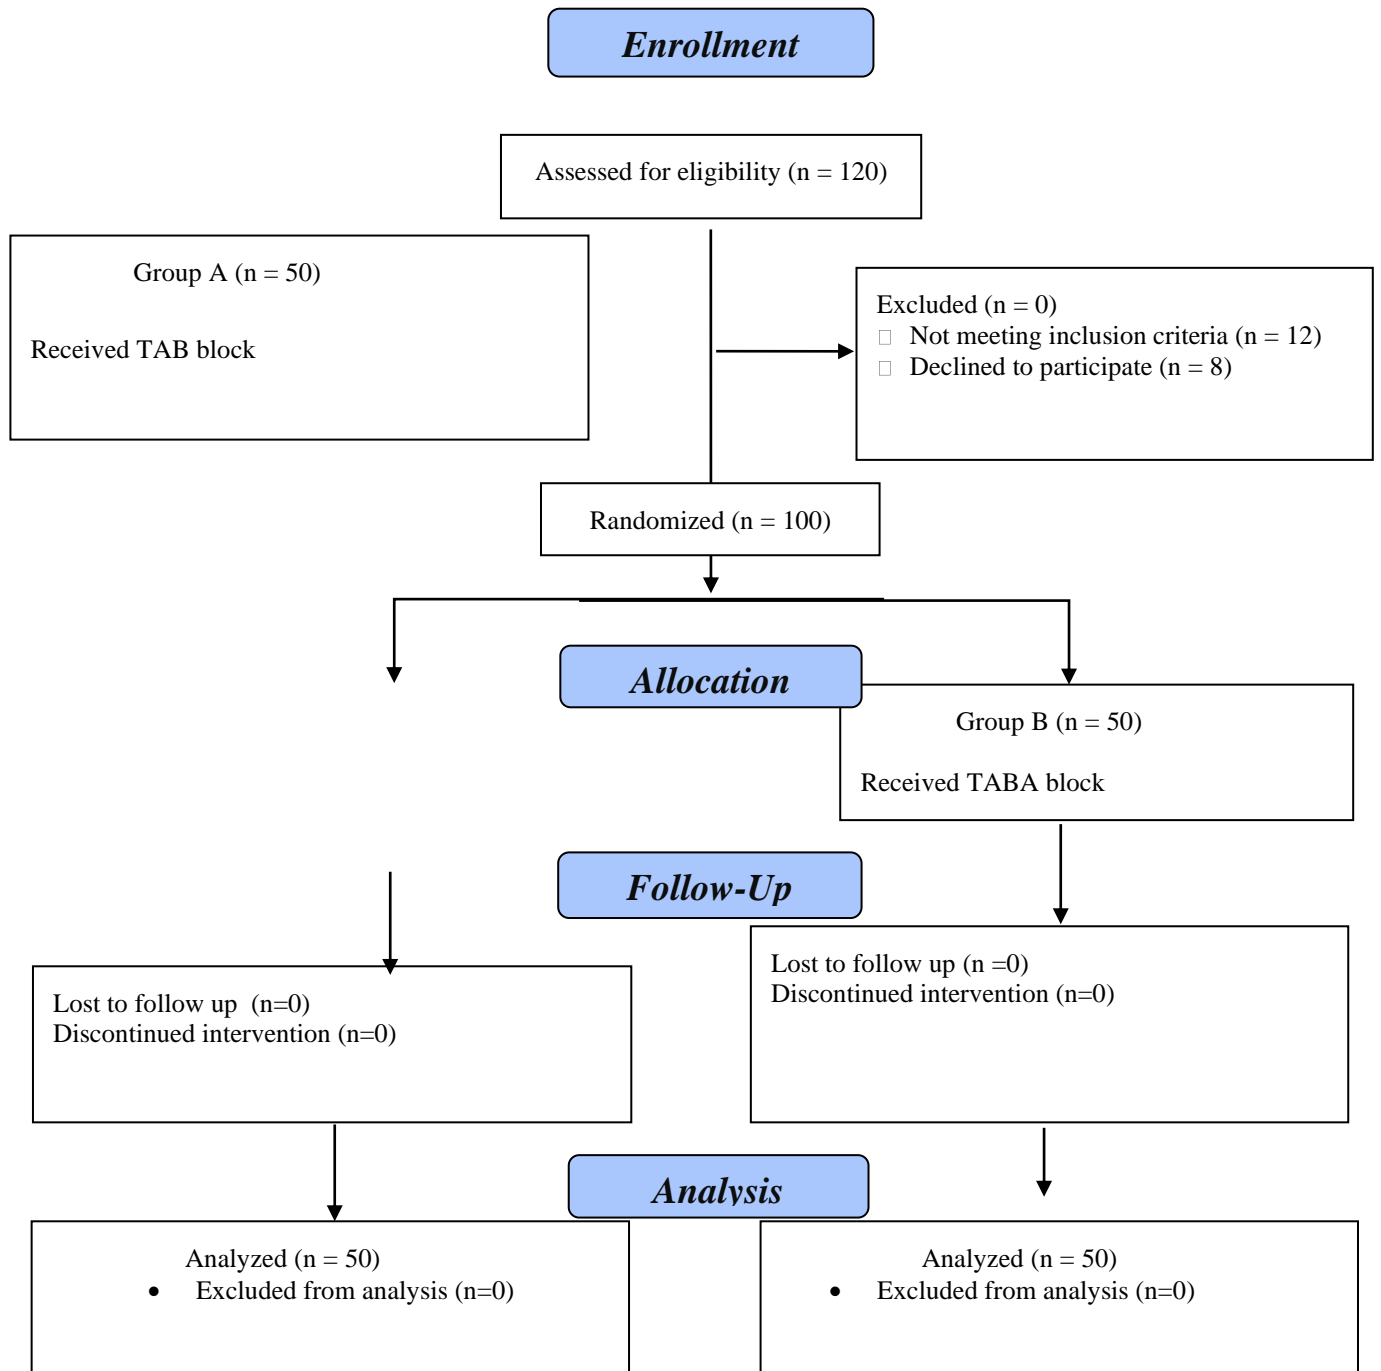 Enrollment
Assessed for eligibility (n = 120)
Group A (n = 50)
Received TAB block
Excluded (n = 0)
Not meeting inclusion criteria (n = 12)
Declined to participate (n = 8)
Randomized (n = 100)
Allocation
Group B (n = 50)
Received TABA block
Follow-Up
Lost to follow up (n=0)
Discontinued intervention (n=0)
Lost to follow up (n =0)
Discontinued intervention (n=0)
Analysis
Analyzed (n = 50)
• Excluded from analysis (n=0)
Analyzed (n = 50)
• Excluded from analysis (n=0)